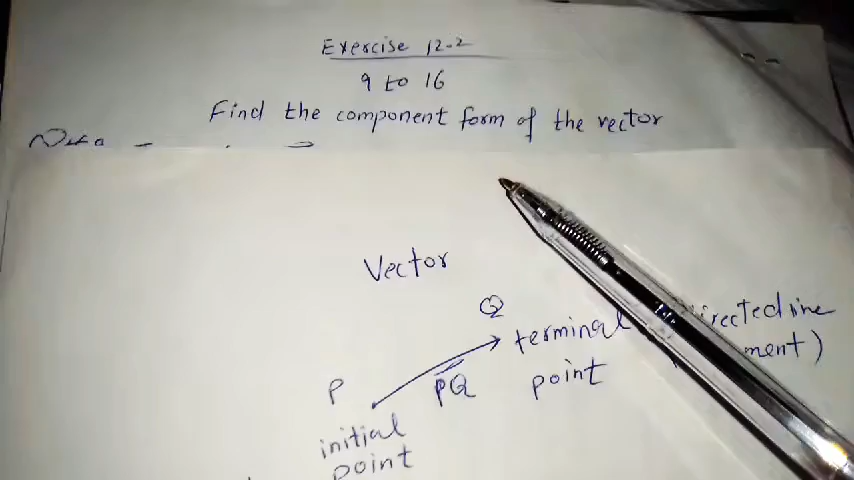 Exercise 12.2
9 to 16
Find the component form of the vector
Vector
Q
terminal
point
P
PQ
initial
point